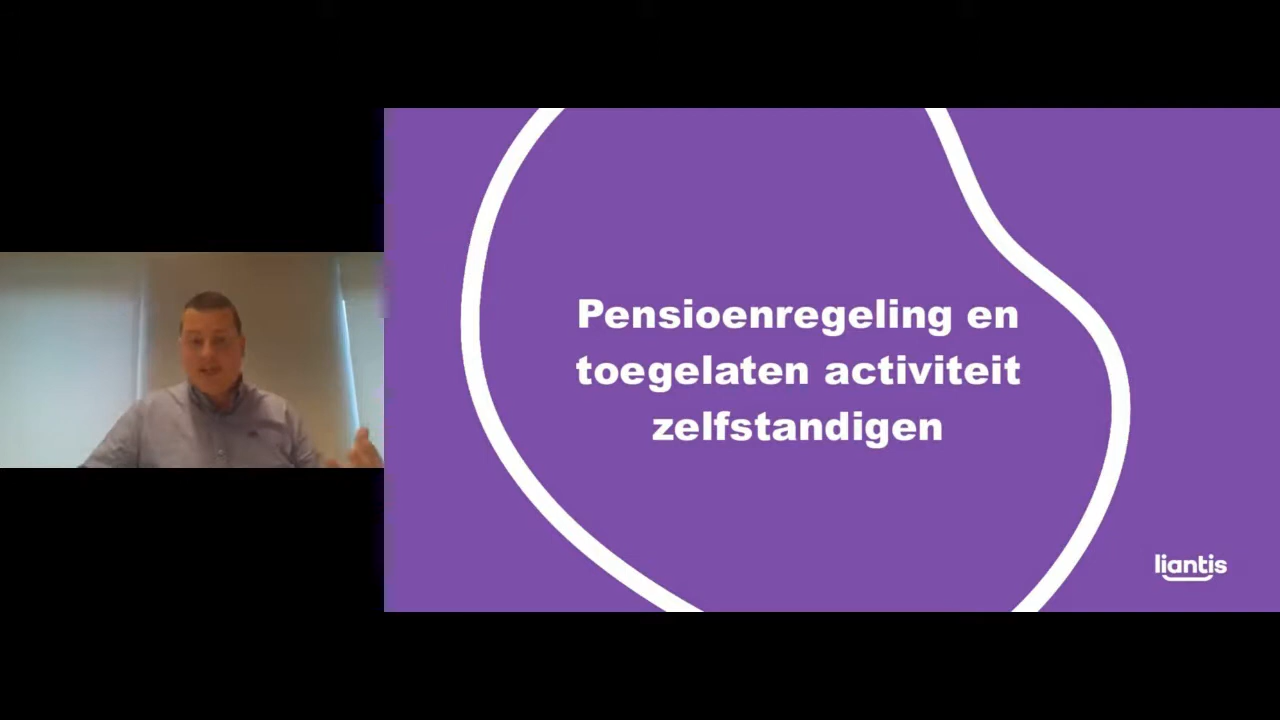 Pensioenregeling en
toegelaten activiteit
zelfstandigen
liantis